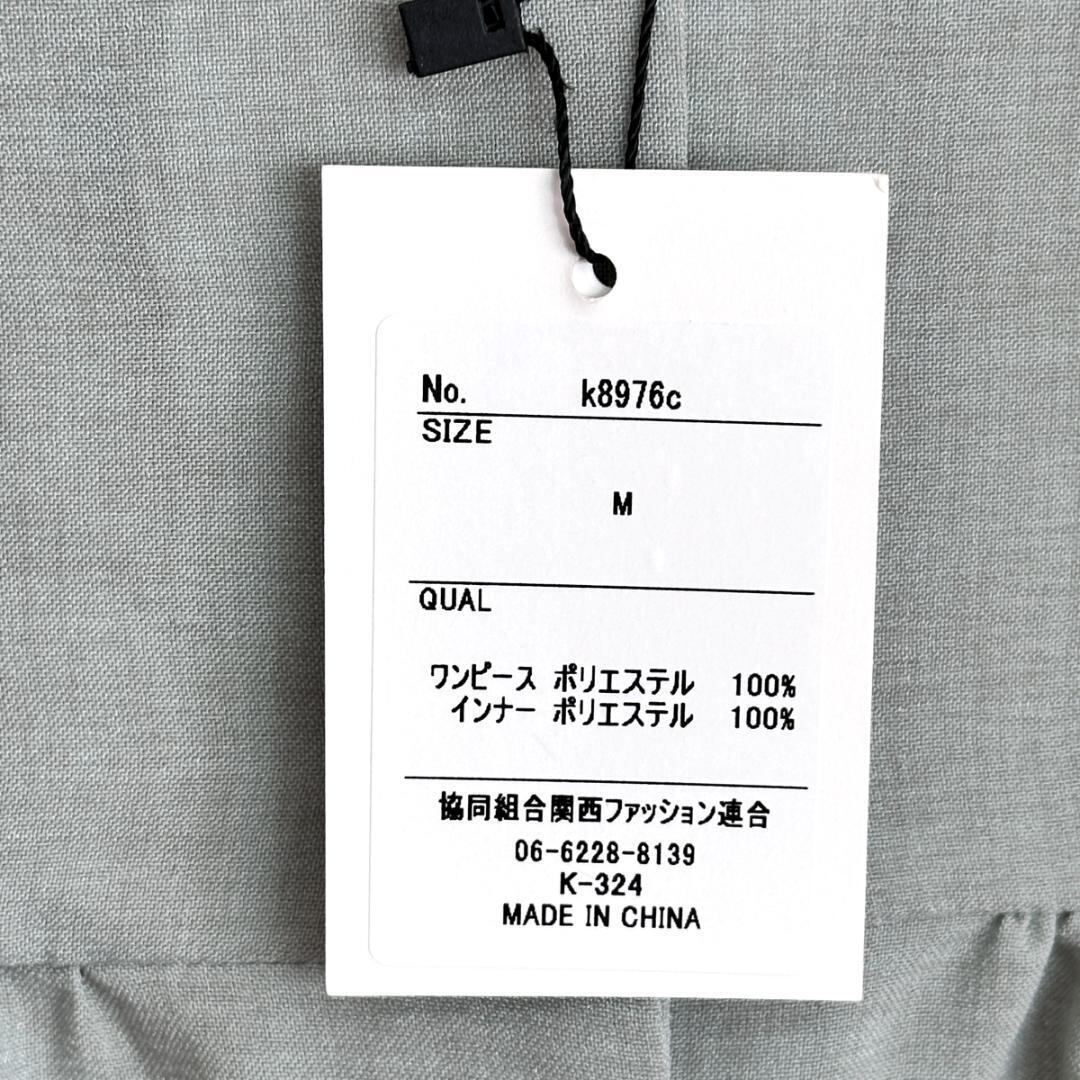 No. k8976c
SIZE
M
QUAL
ワンピース ポリエステル 100%
インナー ポリエステル 100%
協同組合関西ファッション連合
06-6228-8139
K-324
MADE IN CHINA